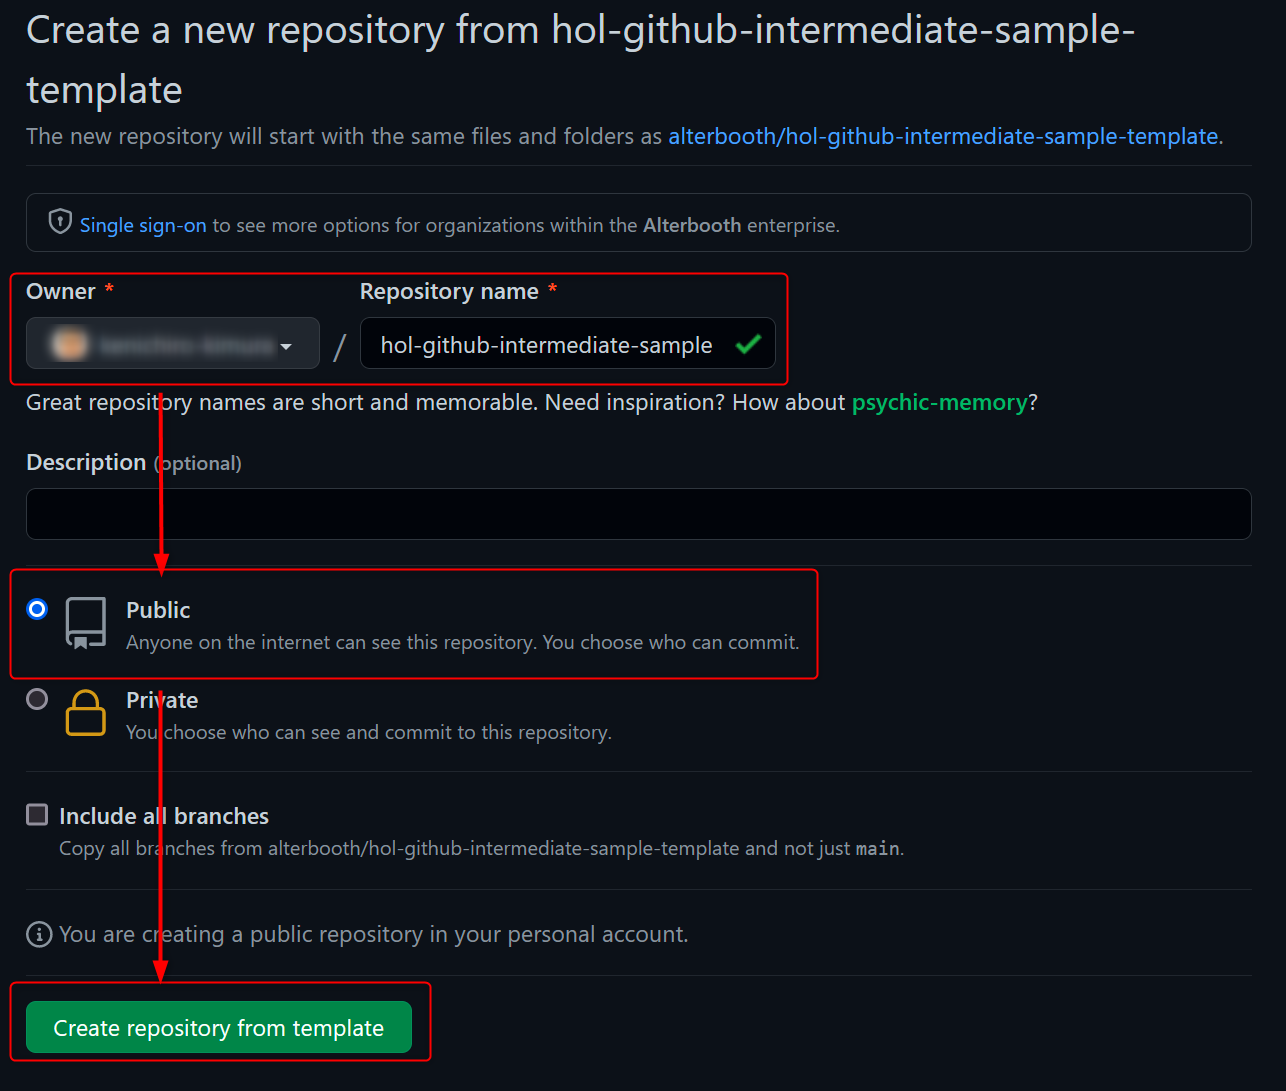 Create a new repository from hol-github-intermediate-sample-
template
The new repository will start with the same files and folders as alterbooth/hol-github-intermediate-sample-template.
Single sign-on to see more options for organizations within the Alterbooth enterprise.
Owner * Repository name *
/ hol-github-intermediate-sample
Great repository names are short and memorable. Need inspiration? How about psychic-memory?
Description (optional)
Public
Anyone on the internet can see this repository. You choose who can commit.
Private
You choose who can see and commit to this repository.
Include all branches
Copy all branches from alterbooth/hol-github-intermediate-sample-template and not just main.
You are creating a public repository in your personal account.
Create repository from template